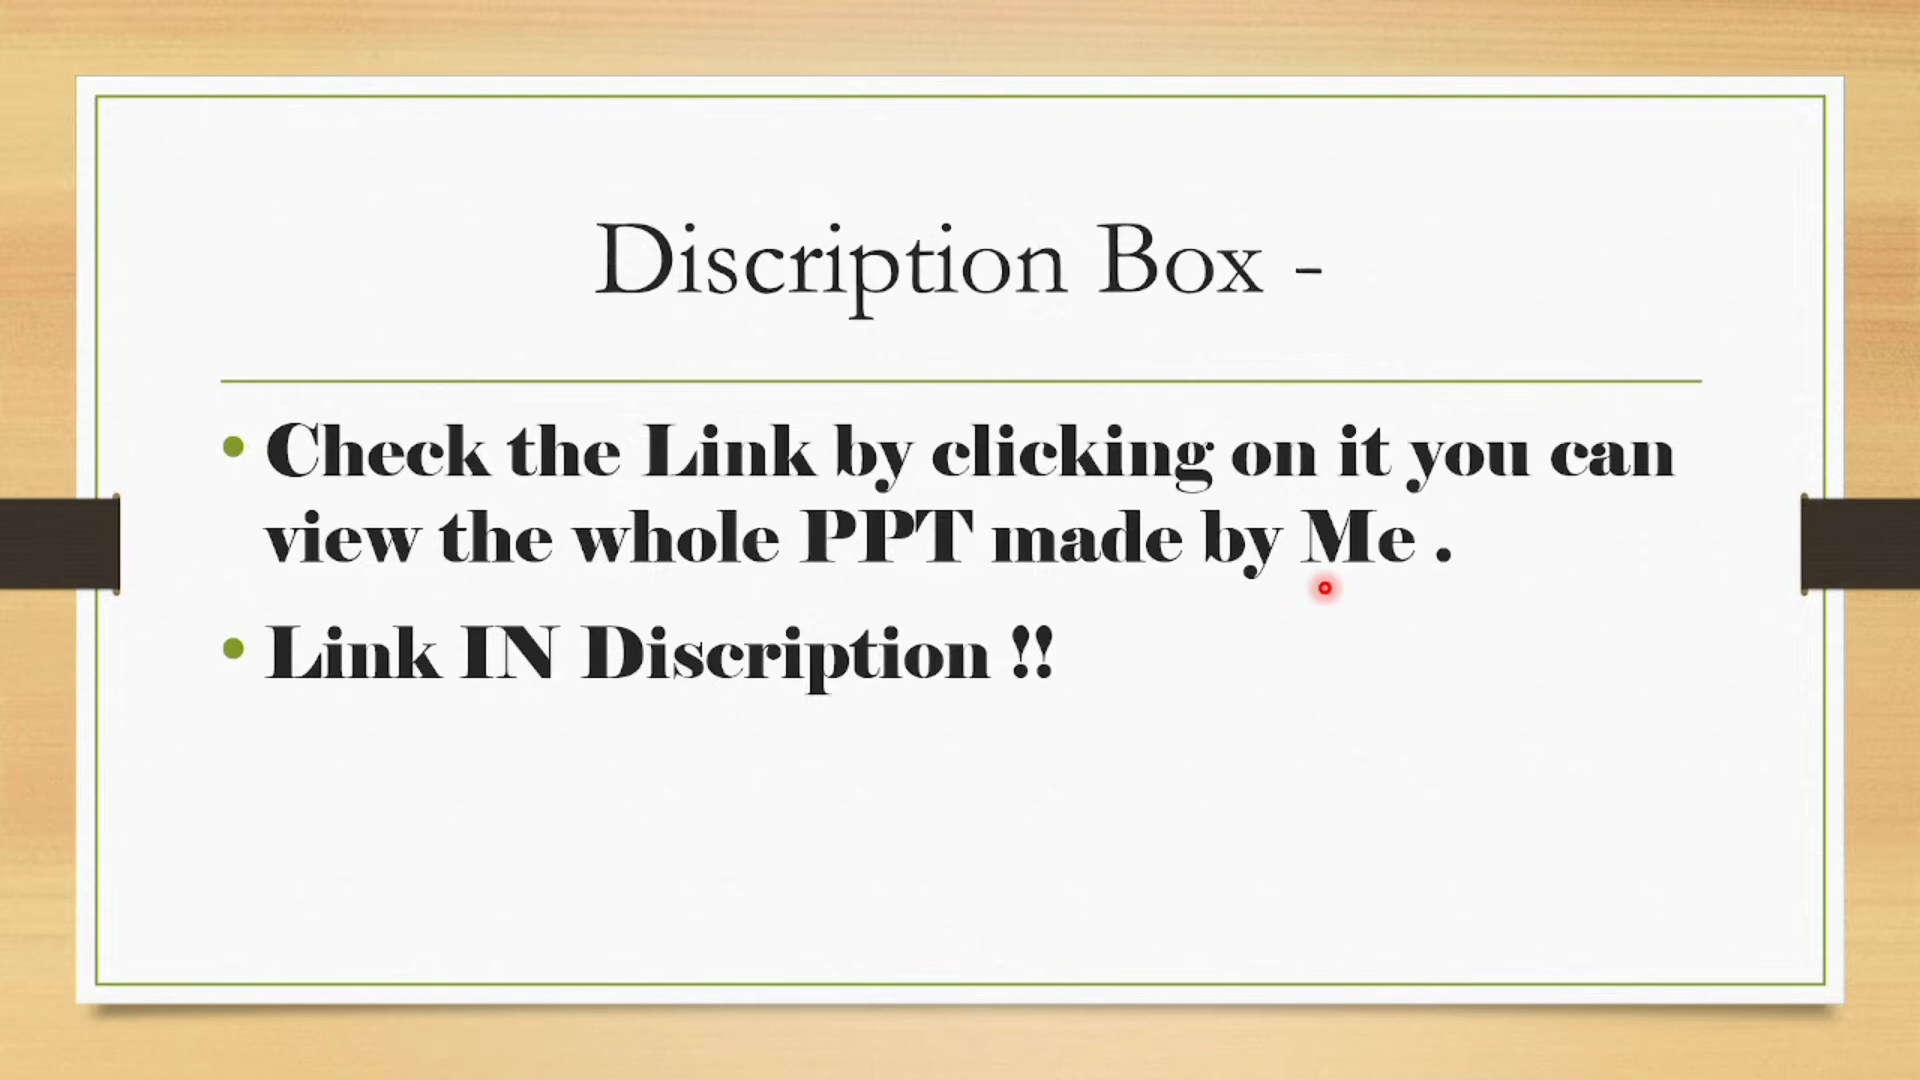 Discription Box -
• Check the Link by clicking on it you can
view the whole PPT made by Me .
• Link IN Discription !!